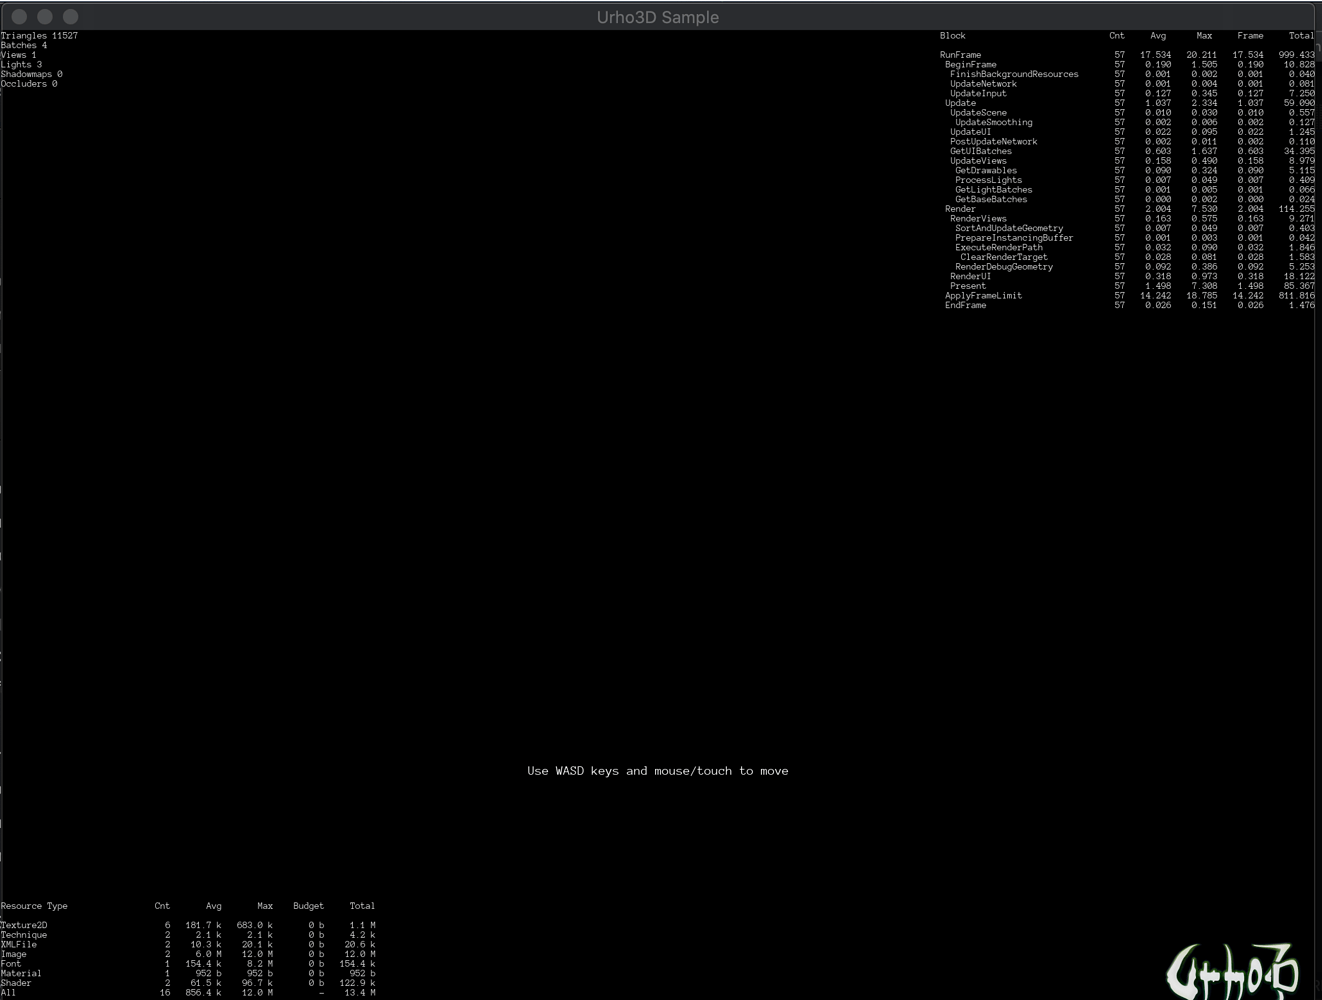 Urho3D Sample
Triangles 11527
Batches 4
Views 1
Lights 3
Shadowmaps 0
Occluders 0
Block Cnt Avg Max Frame Total
RunFrame 57 17.534 20.211 17.534 999.433
BeginFrame 57 0.190 1.505 0.190 10.828
FinishBackgroundResources 57 0.001 0.002 0.001 0.040
UpdateNetwork 57 0.001 0.004 0.001 0.081
UpdateInput 57 0.127 0.345 0.127 7.250
Update 57 1.037 2.334 1.037 59.090
UpdateScene 57 0.010 0.030 0.010 0.557
UpdateSmoothing 57 0.002 0.006 0.002 0.127
UpdateUI 57 0.022 0.095 0.022 1.245
PostUpdateNetwork 57 0.002 0.011 0.002 0.110
GetUIBatches 57 0.603 1.637 0.603 34.395
UpdateViews 57 0.158 0.490 0.158 8.979
GetDrawables 57 0.090 0.324 0.090 5.115
ProcessLights 57 0.007 0.049 0.007 0.409
GetLightBatches 57 0.001 0.005 0.001 0.066
GetBaseBatches 57 0.000 0.002 0.000 0.024
Render 57 2.004 7.530 2.004 114.255
RenderViews 57 0.163 0.575 0.163 9.271
SortAndUpdateGeometry 57 0.007 0.049 0.007 0.403
PrepareInstancingBuffer 57 0.001 0.003 0.001 0.042
ExecuteRenderPath 57 0.032 0.090 0.032 1.846
ClearRenderTarget 57 0.028 0.081 0.028 1.583
RenderDebugGeometry 57 0.092 0.386 0.092 5.253
RenderUI 57 0.318 0.973 0.318 18.122
Present 57 1.498 7.308 1.498 85.367
ApplyFrameLimit 57 14.242 18.785 14.242 811.816
EndFrame 57 0.026 0.151 0.026 1.476
Use WASD keys and mouse/touch to move
Resource Type Cnt Avg Max Budget Total
Texture2D 6 181.7 k 683.0 k 0 b 1.1 M
Technique 2 2.1 k 2.1 k 0 b 4.2 k
XMLFile 2 10.3 k 20.1 k 0 b 20.6 k
Image 2 6.0 M 12.0 M 0 b 12.0 M
Font 1 154.4 k 8.2 M 0 b 154.4 k
Material 1 952 b 952 b 0 b 952 b
Shader 2 61.5 k 96.7 k 0 b 122.9 k
All 16 856.4 k 12.0 M - 13.4 M
Urho石